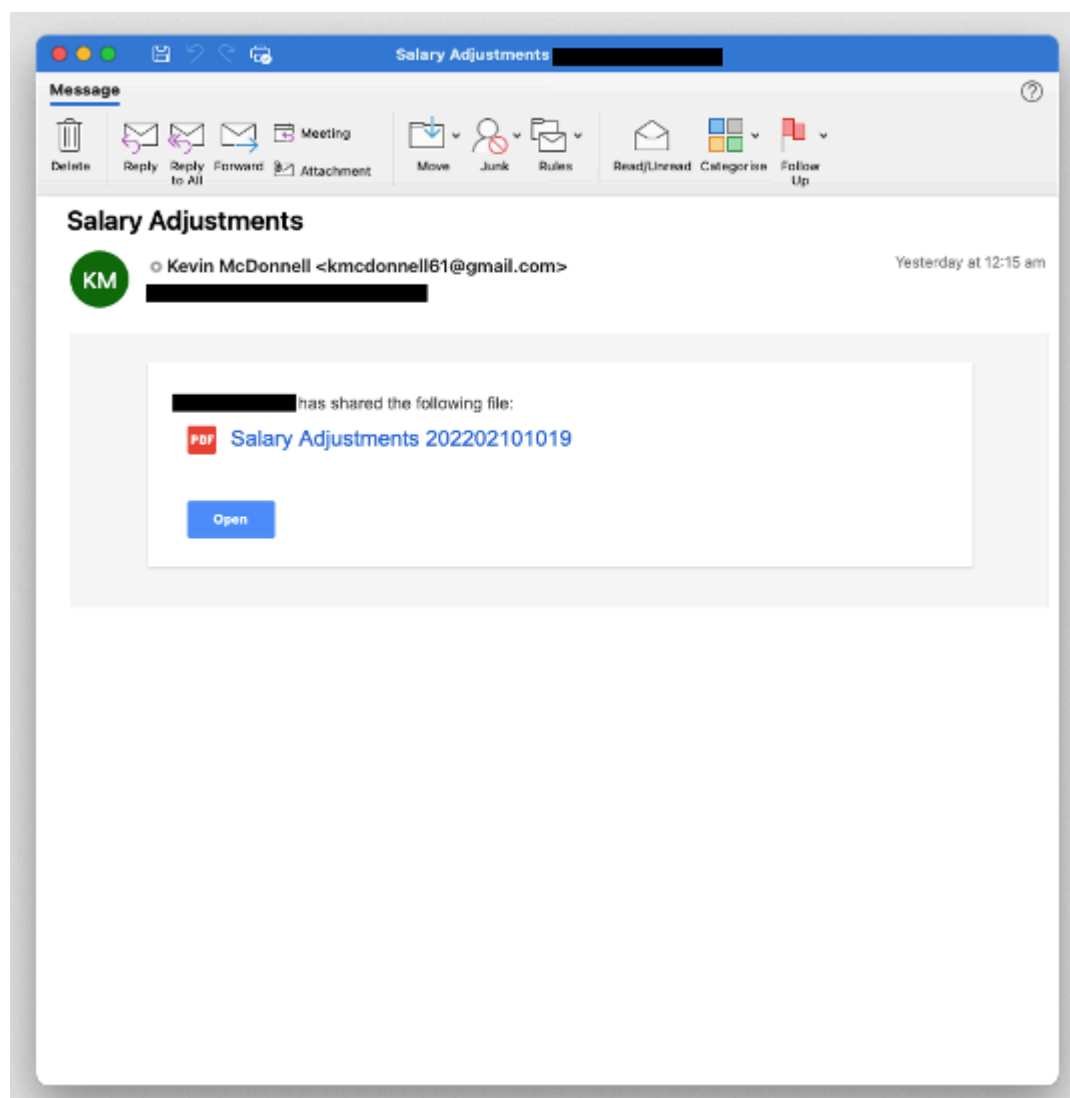 Salary Adjustments
Message
Delete
Reply
Reply to All
Forward
Meeting
Attachment
Move
Junk
Rules
Read/Unread
Categorise
Follow Up
Salary Adjustments
KM
Kevin McDonnell <kmcdonnell61@gmail.com>
Yesterday at 12:15 am
has shared the following file:
PDF Salary Adjustments 202202101019
Open